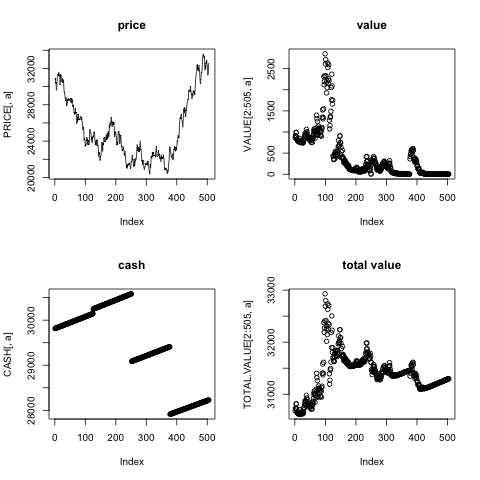 price
PRICE[, a]
20000 24000 28000 32000
0 100 200 300 400 500
Index
value
VALUE[2:505, a]
0 500 1500 2500
0 100 200 300 400 500
Index
cash
CASH[, a]
28000 29000 30000
0 100 200 300 400 500
Index
total value
TOTAL.VALUE[2:505, a]
31000 32000 33000
0 100 200 300 400 500
Index